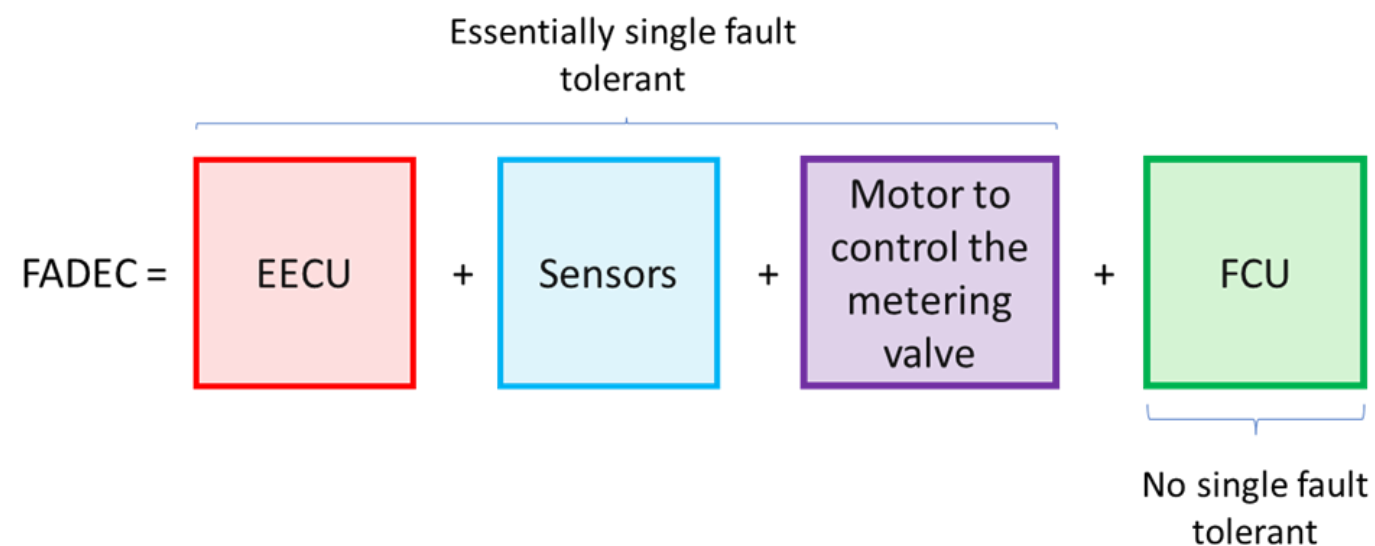 Essentially single fault
tolerant
FADEC =
EECU
+
Sensors
+
Motor to
control the
metering
valve
+
FCU
No single fault
tolerant